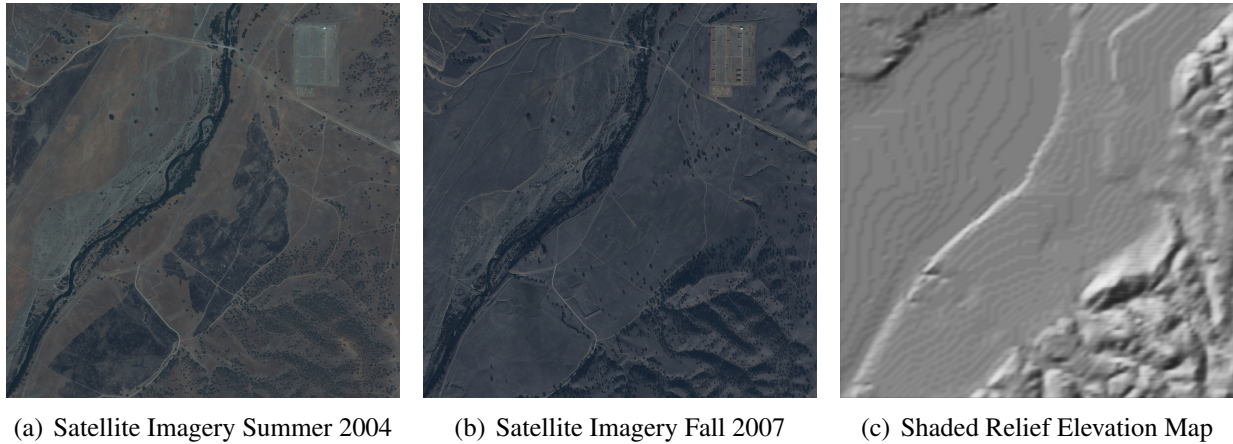 (a) Satellite Imagery Summer 2004
(b) Satellite Imagery Fall 2007
(c) Shaded Relief Elevation Map